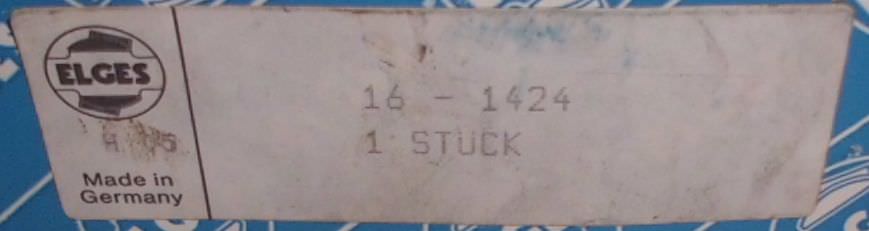 ELGES
16 - 1424
1 STUCK
Made in
Germany